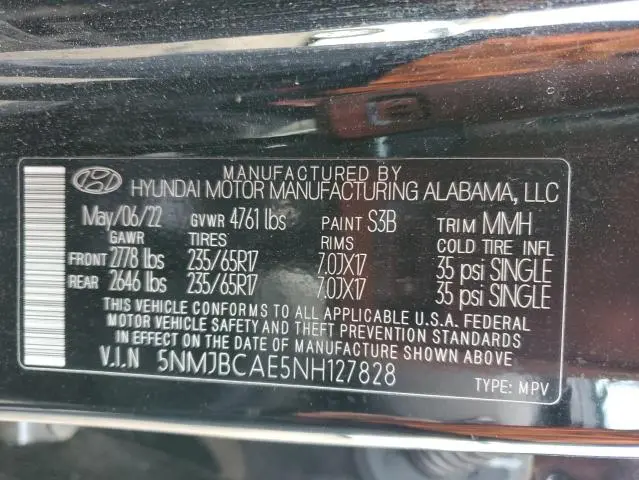 MANUFACTURED BY
HYUNDAI MOTOR MANUFACTURING ALABAMA, LLC
May/06/22 GVWR 4761 lbs PAINT S3B TRIM MMH
GAWR TIRES RIMS COLD TIRE INFL
FRONT 2778 lbs 235/65R17 7.0JX17 35 psi SINGLE
REAR 2646 lbs 235/65R17 7.0JX17 35 psi SINGLE
THIS VEHICLE CONFORMS TO ALL APPLICABLE U.S.A. FEDERAL
MOTOR VEHICLE SAFETY AND THEFT PREVENTION STANDARDS
IN EFFECT ON THE DATE OF MANUFACTURE SHOWN ABOVE.
V.I.N 5NMJBCAE5NH127828
TYPE: MPV